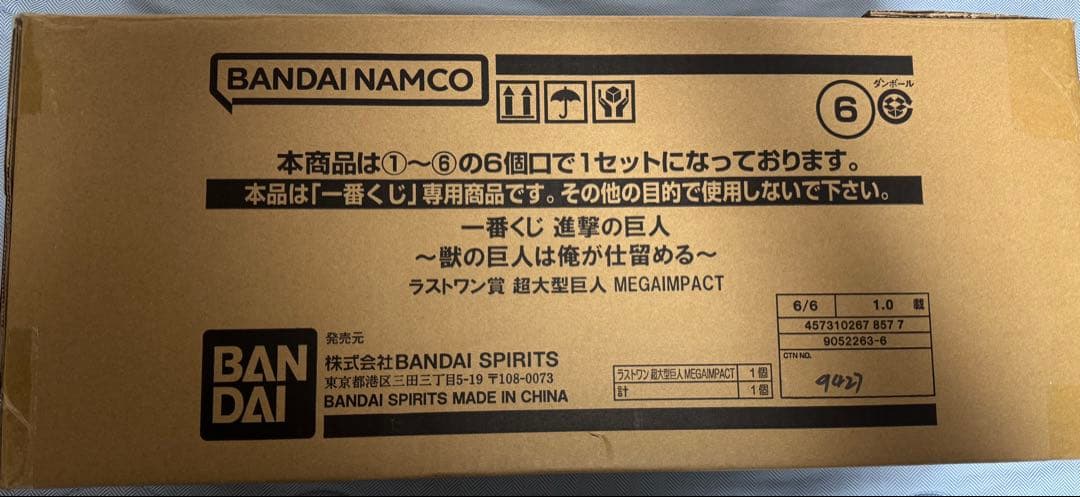 BANDAI NAMCO
6
ダンボール
本商品は①～⑥の6個口で1セットになっております。
本品は「一番くじ」専用商品です。その他の目的で使用しないで下さい。
一番くじ 進撃の巨人
～獣の巨人は俺が仕留める～
ラストワン賞 超大型巨人 MEGAIMPACT
6/6 1.0 載
457310267 857 7
9052263-6
CTN NO.
9427
発売元
株式会社BANDAI SPIRITS
東京都港区三田三丁目5-19 〒108-0073
BANDAI SPIRITS MADE IN CHINA
BAN
DAI
ラストワン 超大型巨人 MEGAIMPACT 1個
計 1個